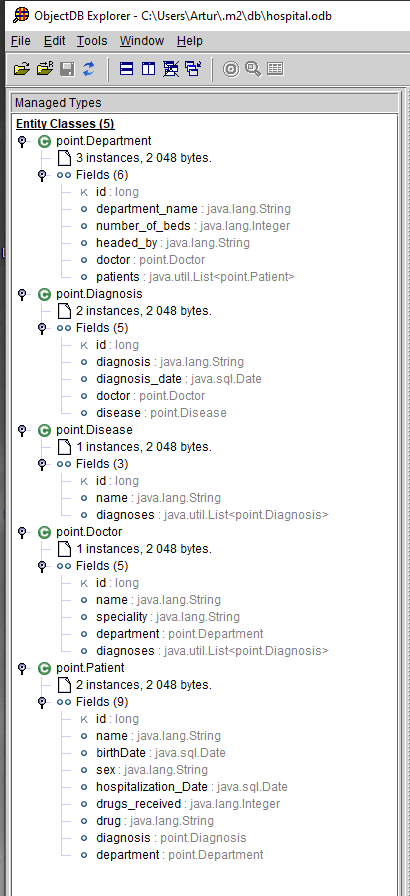 ObjectDB Explorer - C:\Users\Artur\.m2\db\hospital.odb
File Edit Tools Window Help
Managed Types
Entity Classes (5)
point.Department
3 instances, 2 048 bytes.
Fields (6)
id : long
department_name : java.lang.String
number_of_beds : java.lang.Integer
headed_by : java.lang.String
doctor : point.Doctor
patients : java.util.List<point.Patient>
point.Diagnosis
2 instances, 2 048 bytes.
Fields (5)
id : long
diagnosis : java.lang.String
diagnosis_date : java.sql.Date
doctor : point.Doctor
disease : point.Disease
point.Disease
1 instances, 2 048 bytes.
Fields (3)
id : long
name : java.lang.String
diagnoses : java.util.List<point.Diagnosis>
point.Doctor
1 instances, 2 048 bytes.
Fields (5)
id : long
name : java.lang.String
speciality : java.lang.String
department : point.Department
diagnoses : java.util.List<point.Diagnosis>
point.Patient
2 instances, 2 048 bytes.
Fields (9)
id : long
name : java.lang.String
birthDate : java.sql.Date
sex : java.lang.String
hospitalization_Date : java.sql.Date
drugs_received : java.lang.Integer
drug : java.lang.String
diagnosis : point.Diagnosis
department : point.Department